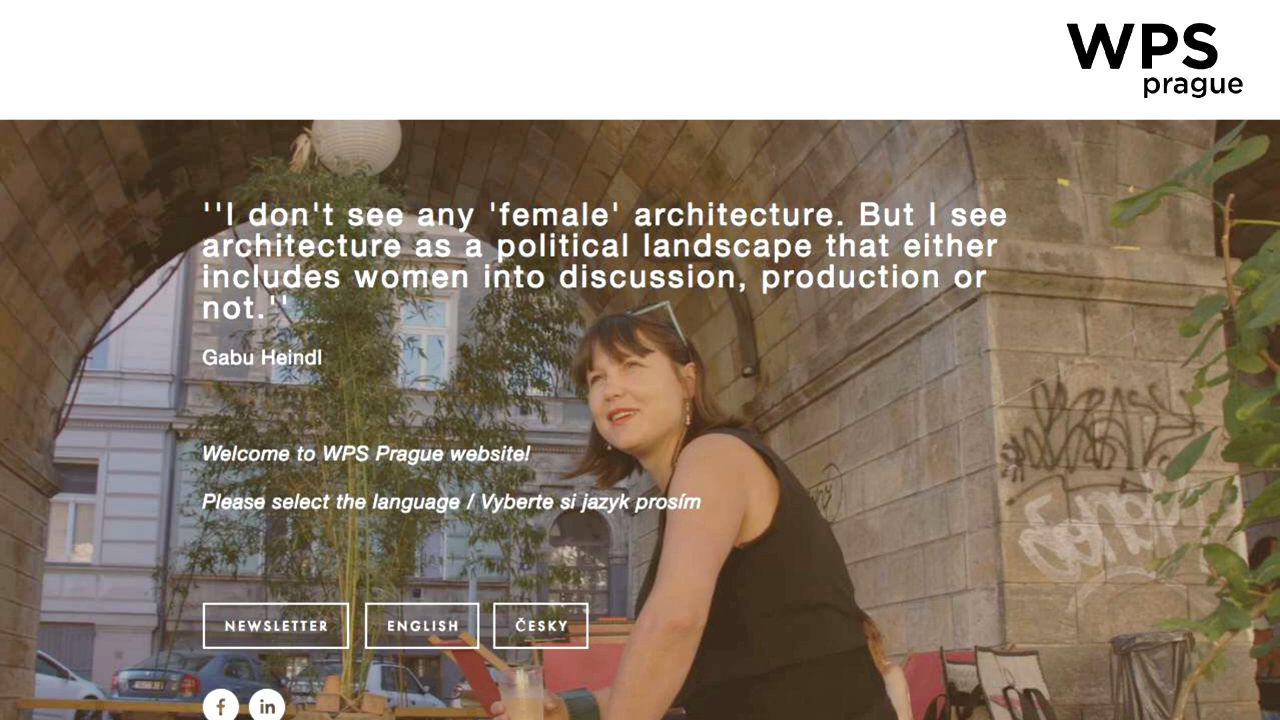 WPS
prague
''I don't see any 'female' architecture. But I see
architecture as a political landscape that either
includes women into discussion, production or
not.''
Gabu Heindl
Welcome to WPS Prague website!
Please select the language / Vyberte si jazyk prosím
NEWSLETTER
ENGLISH
ČESKY
f
in